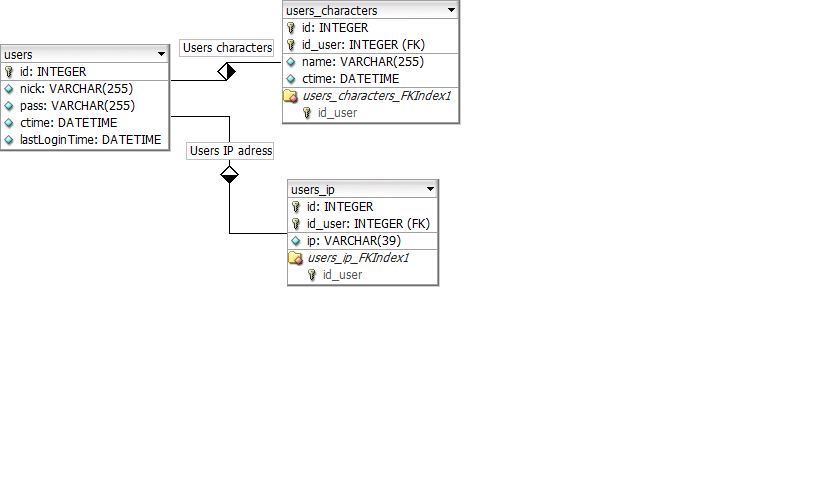 users
id: INTEGER
nick: VARCHAR(255)
pass: VARCHAR(255)
ctime: DATETIME
lastLoginTime: DATETIME
Users characters
users_characters
id: INTEGER
id_user: INTEGER (FK)
name: VARCHAR(255)
ctime: DATETIME
users_characters_FKIndex1
id_user
Users IP adress
users_ip
id: INTEGER
id_user: INTEGER (FK)
ip: VARCHAR(39)
users_ip_FKIndex1
id_user